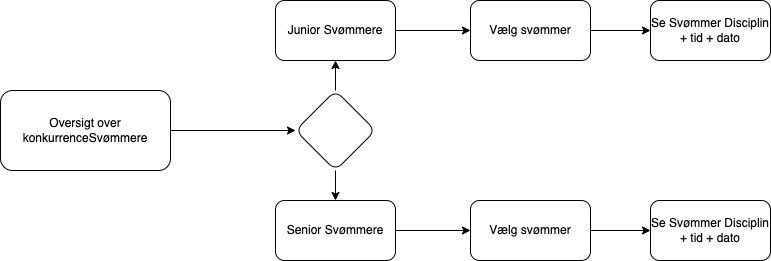 Junior Svømmere
Vælg svømmer
Se Svømmer Disciplin
+ tid + dato
Oversigt over
konkurrenceSvømmere
Senior Svømmere
Vælg svømmer
Se Svømmer Disciplin
+ tid + dato